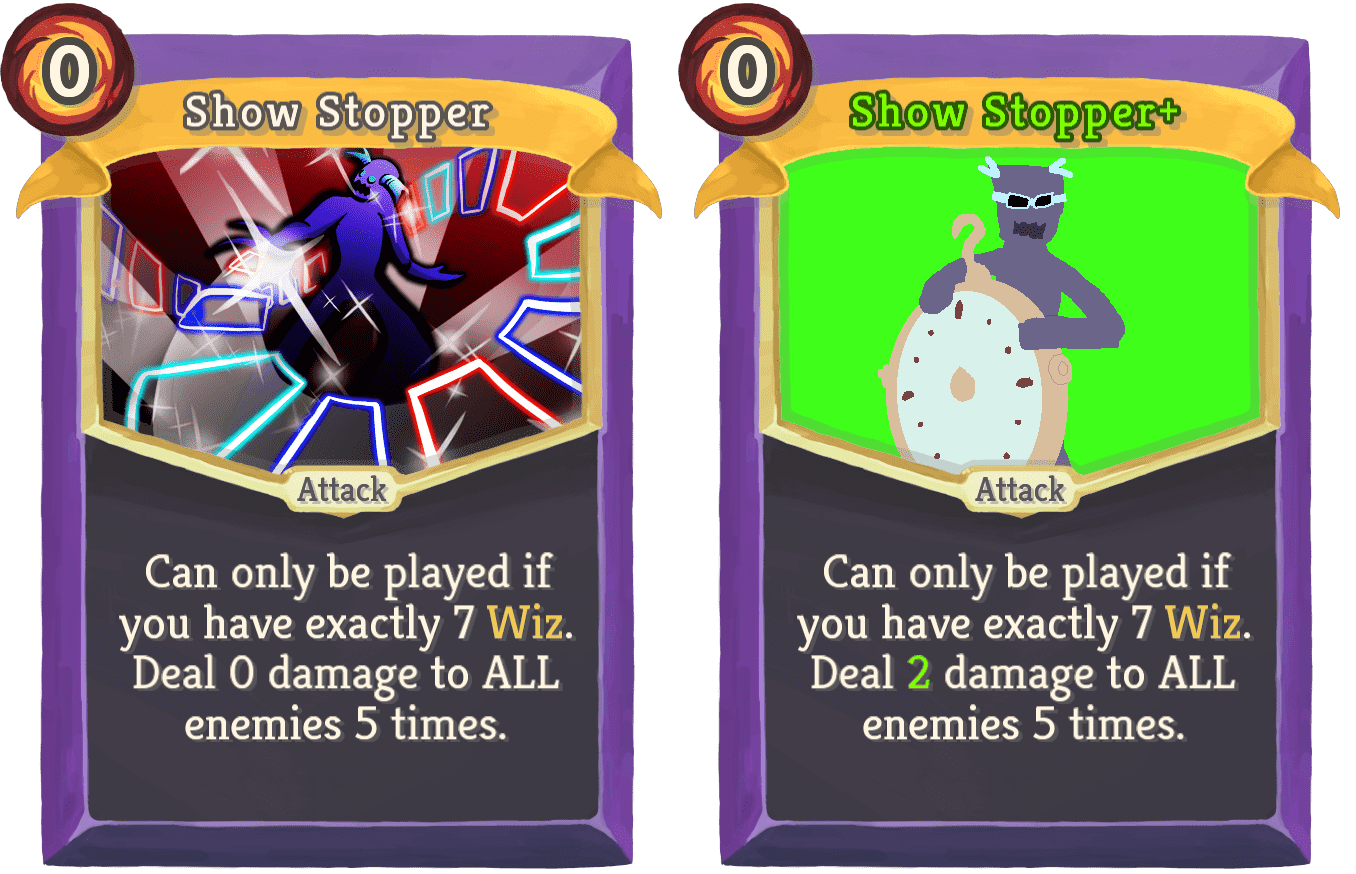 0
Show Stopper
Attack
Can only be played if
you have exactly 7 Wiz.
Deal 0 damage to ALL
enemies 5 times.
0
Show Stopper+
Attack
Can only be played if
you have exactly 7 Wiz.
Deal 2 damage to ALL
enemies 5 times.